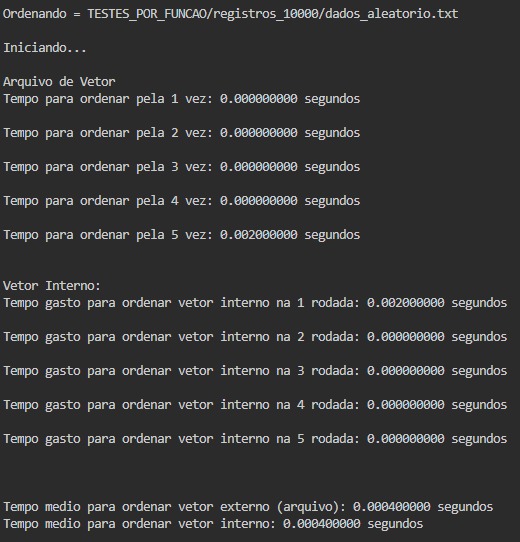 Ordenando = TESTES_POR_FUNCAO/registros_10000/dados_aleatorio.txt
Iniciando...
Arquivo de Vetor
Tempo para ordenar pela 1 vez: 0.000000000 segundos
Tempo para ordenar pela 2 vez: 0.000000000 segundos
Tempo para ordenar pela 3 vez: 0.000000000 segundos
Tempo para ordenar pela 4 vez: 0.000000000 segundos
Tempo para ordenar pela 5 vez: 0.002000000 segundos
Vetor Interno:
Tempo gasto para ordenar vetor interno na 1 rodada: 0.002000000 segundos
Tempo gasto para ordenar vetor interno na 2 rodada: 0.000000000 segundos
Tempo gasto para ordenar vetor interno na 3 rodada: 0.000000000 segundos
Tempo gasto para ordenar vetor interno na 4 rodada: 0.000000000 segundos
Tempo gasto para ordenar vetor interno na 5 rodada: 0.000000000 segundos
Tempo medio para ordenar vetor externo (arquivo): 0.000400000 segundos
Tempo medio para ordenar vetor interno: 0.000400000 segundos